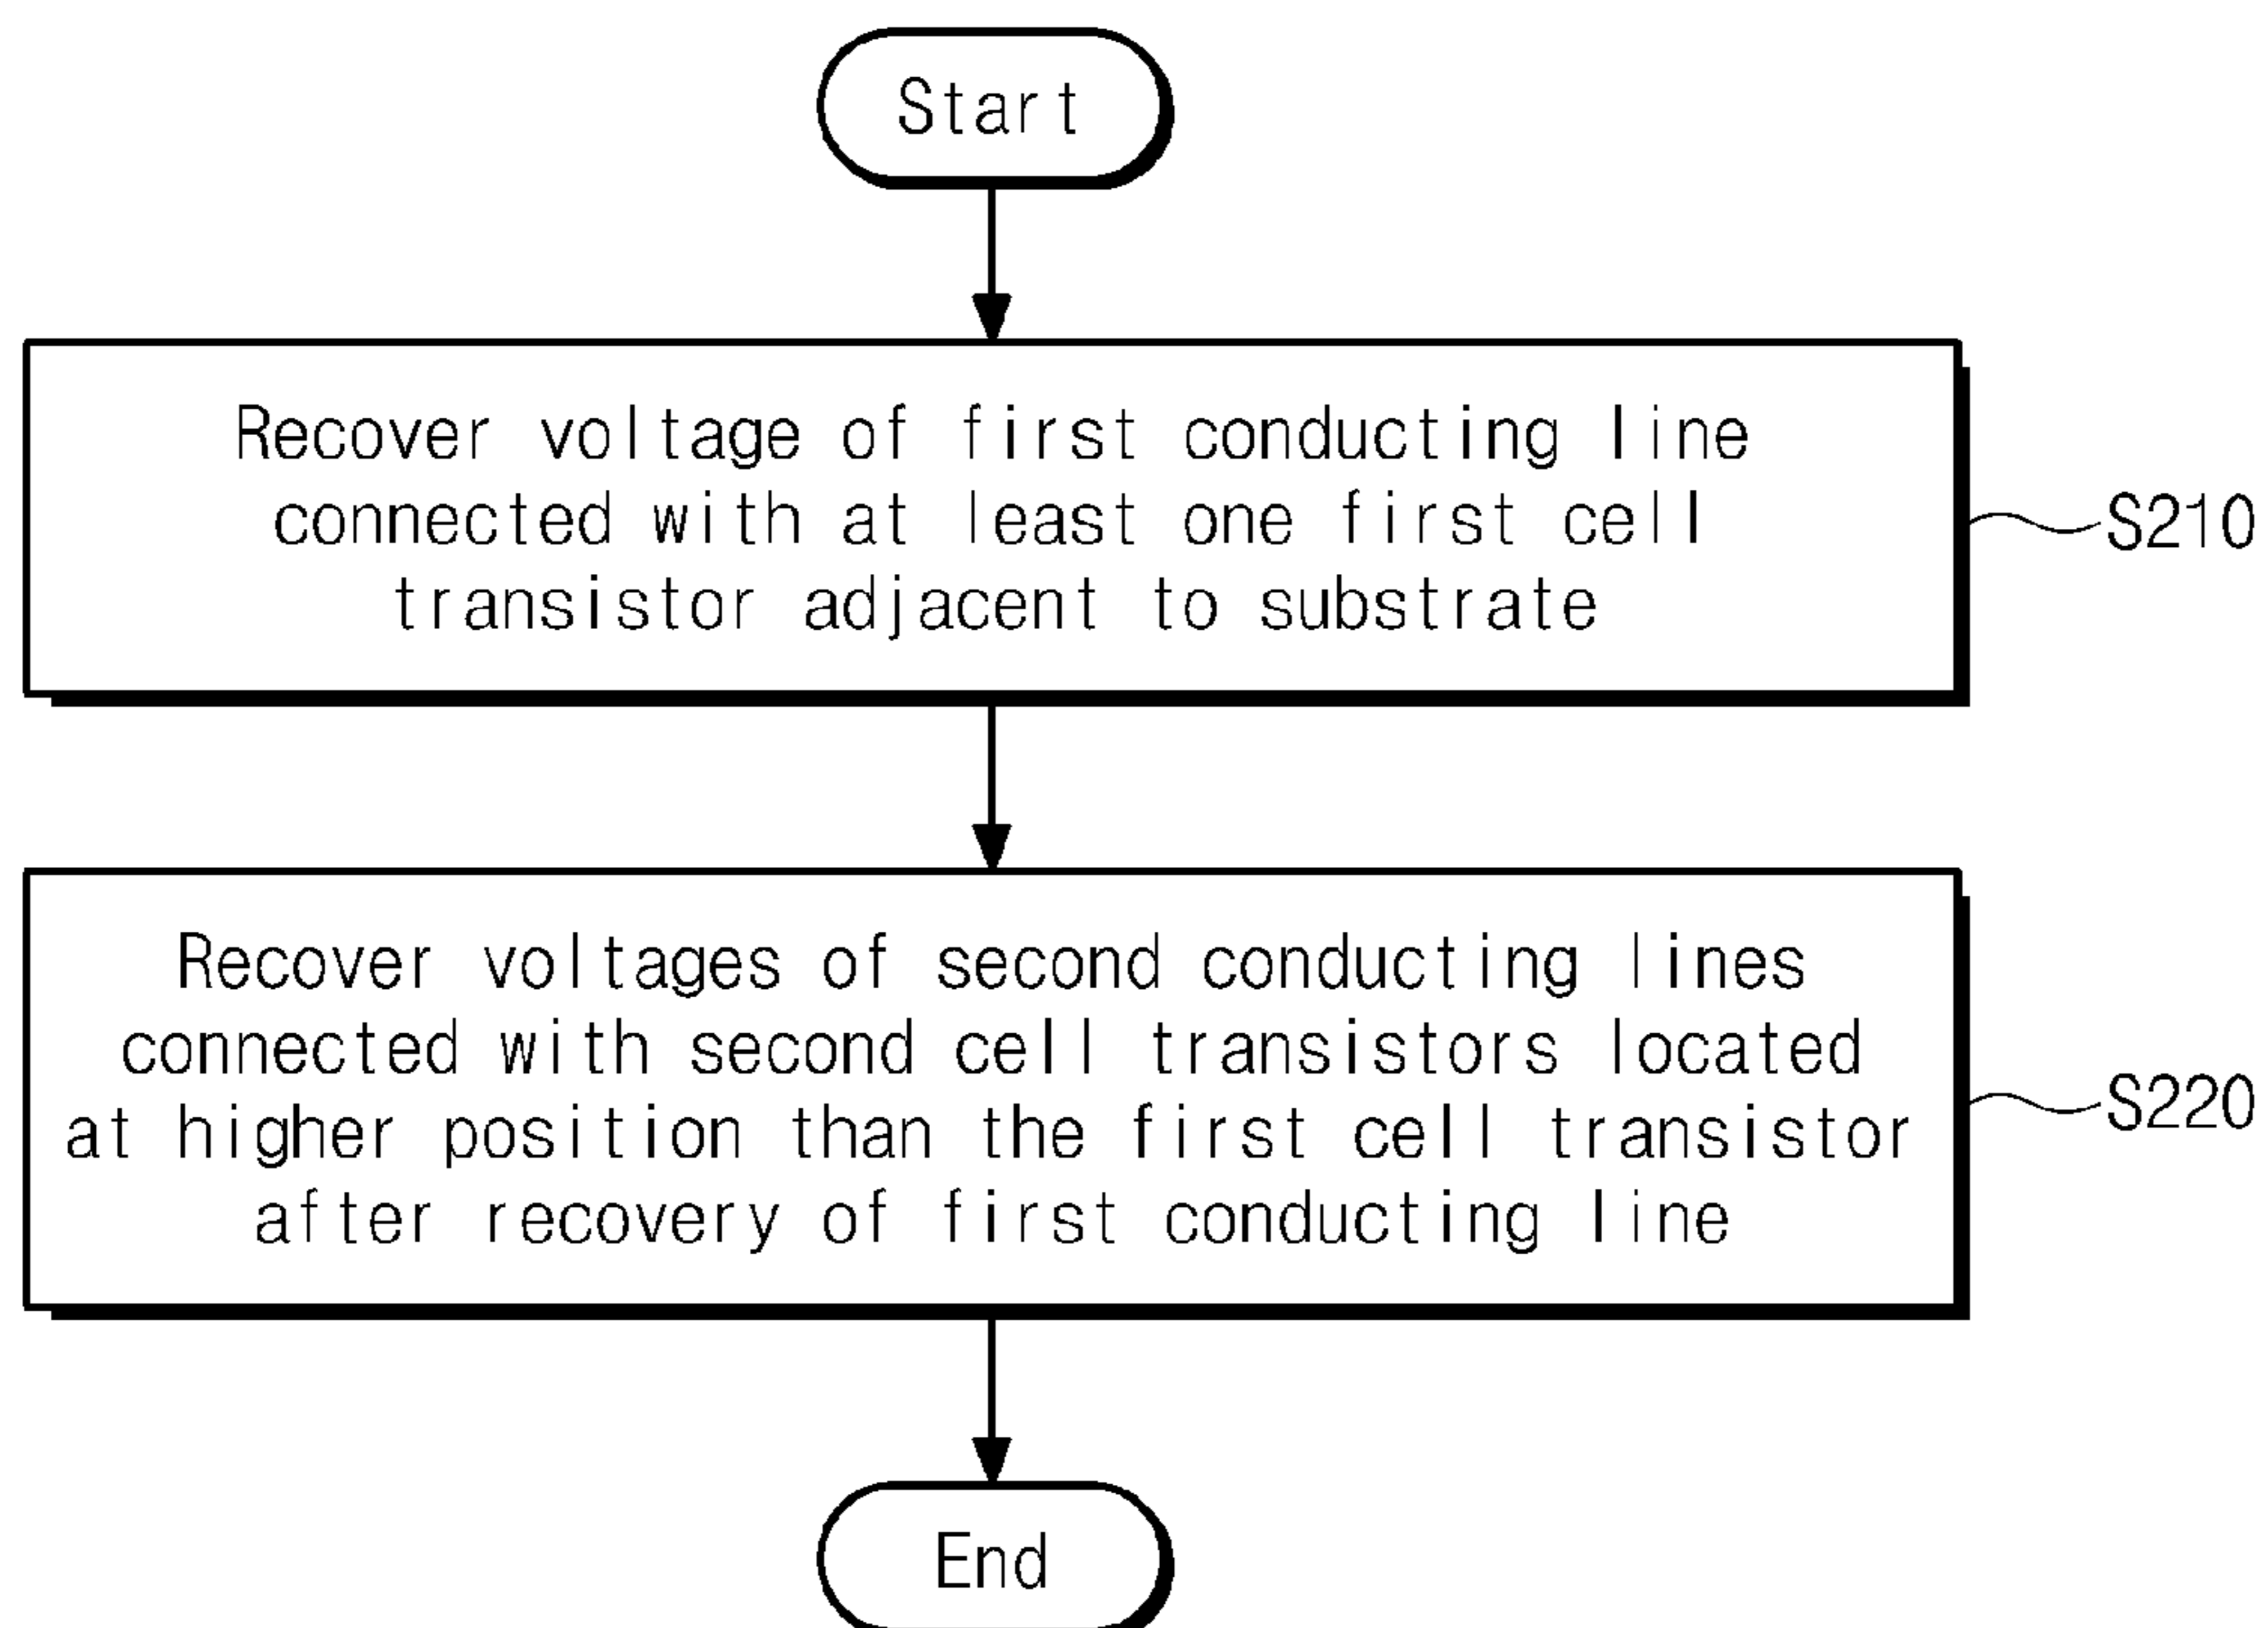 Start
Recover voltage of first conducting line
connected with at least one first cell
transistor adjacent to substrate
S210
Recover voltages of second conducting lines
connected with second cell transistors located
at higher position than the first cell transistor
after recovery of first conducting line
S220
End